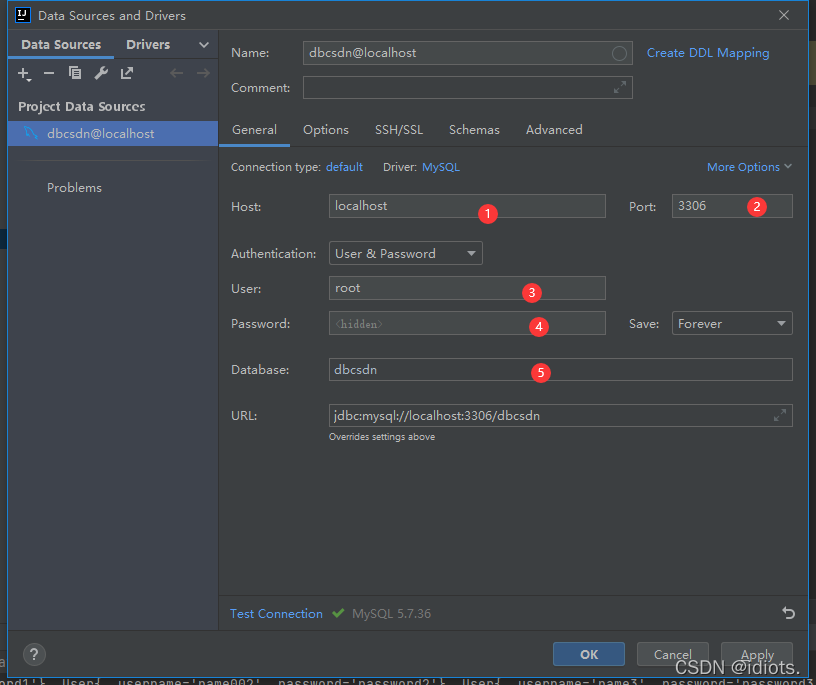 Data Sources and Drivers
Data Sources Drivers
Name: dbcsdn@localhost Create DDL Mapping
Comment:
Project Data Sources
dbcsdn@localhost
Problems
General Options SSH/SSL Schemas Advanced
Connection type: default Driver: MySQL More Options
Host: localhost 1 Port: 3306 2
Authentication: User & Password
User: root 3
Password: <hidden> 4 Save: Forever
Database: dbcsdn 5
URL: jdbc:mysql://localhost:3306/dbcsdn
Overrides settings above
Test Connection MySQL 5.7.36
? OK Cancel Apply
CSDN @idiots.
ord1'}, User{ username='name002', password='password2'}, User{ username='name3', password='password3